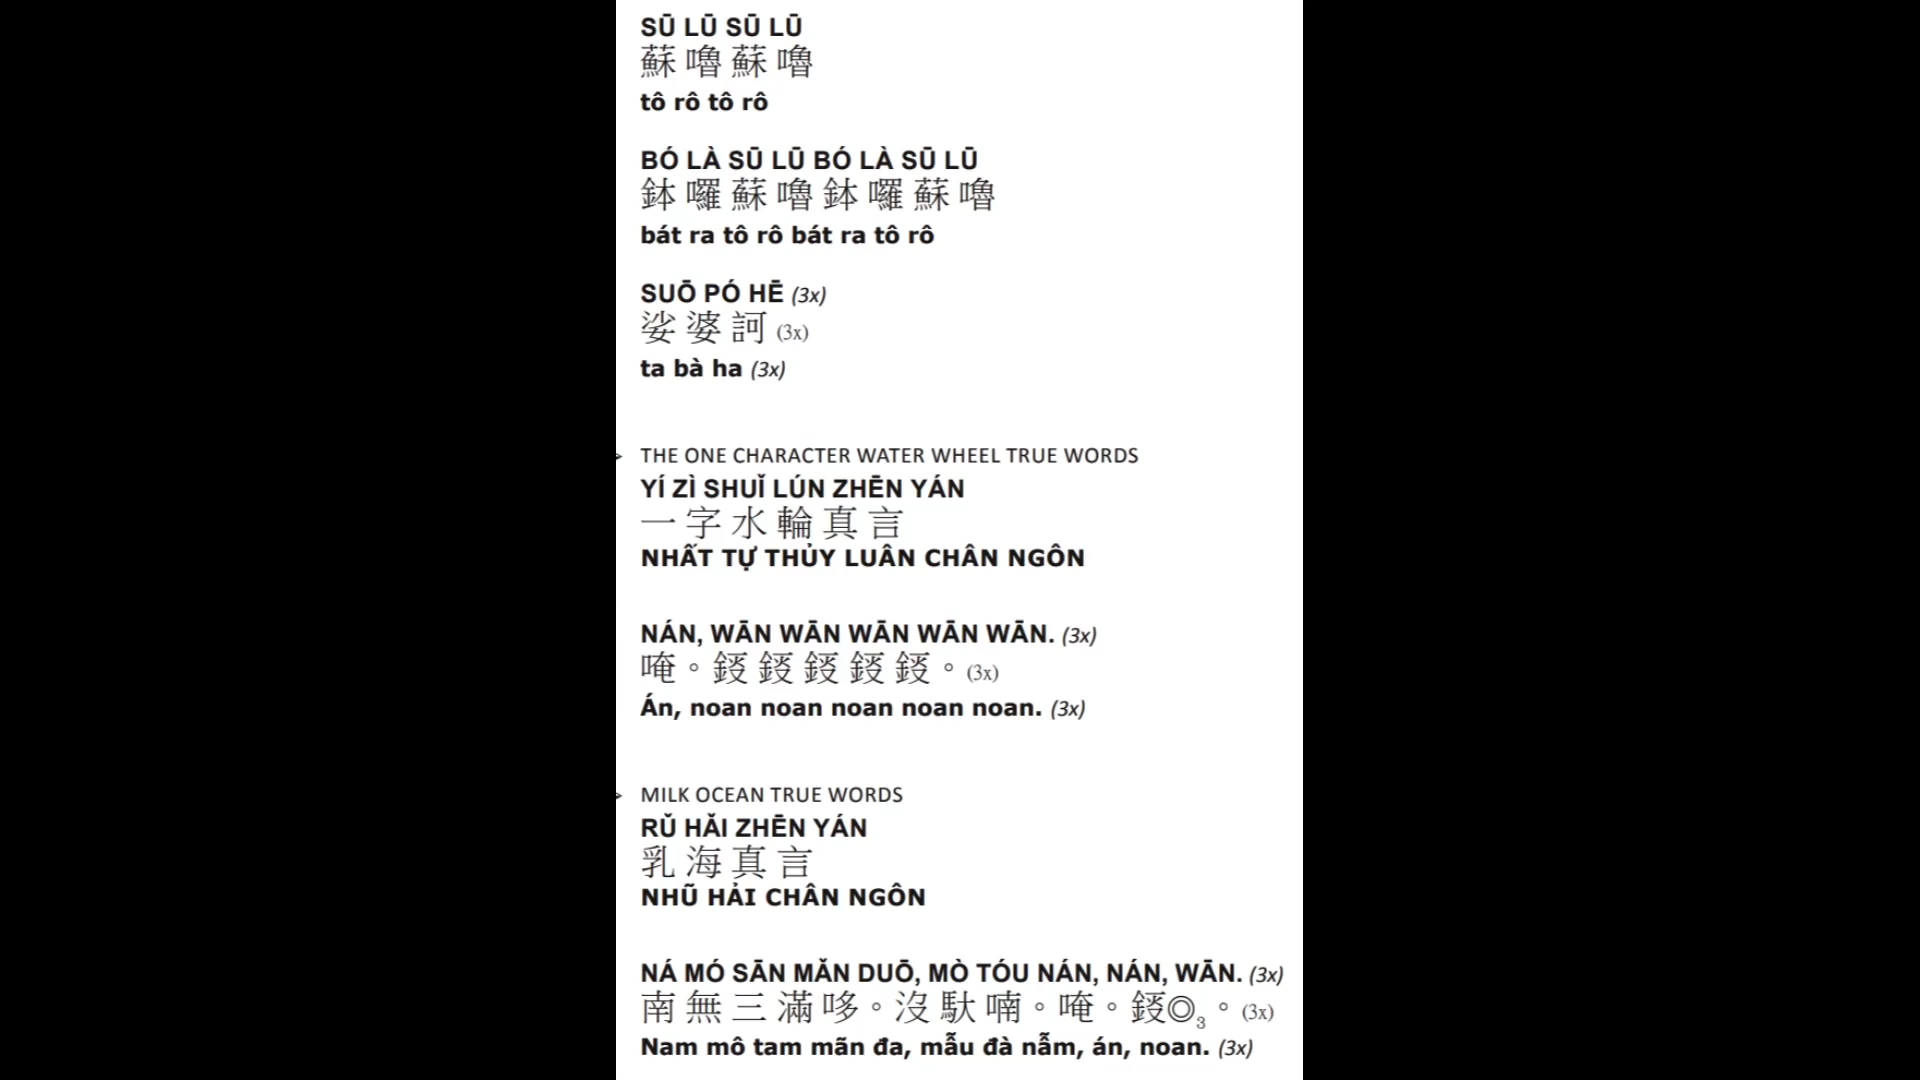 SŪ LŪ SŪ LŪ
蘇 嚕 蘇 嚕
tô rô tô rô
BÓ LÀ SŪ LŪ BÓ LÀ SŪ LŪ
鉢 囉 蘇 嚕 鉢 囉 蘇 嚕
bát ra tô rô bát ra tô rô
SUŌ PÓ HĒ (3x)
娑 婆 訶 (3x)
ta bà ha (3x)
➢ THE ONE CHARACTER WATER WHEEL TRUE WORDS
YÍ ZÌ SHUǏ LÚN ZHĒN YÁN
一 字 水 輪 真 言
NHẤT TỰ THỦY LUÂN CHÂN NGÔN
NÁN, WĀN WĀN WĀN WĀN WĀN. (3x)
唵。鋄 鋄 鋄 鋄 鋄。(3x)
Án, noan noan noan noan noan. (3x)
➢ MILK OCEAN TRUE WORDS
RǓ HǍI ZHĒN YÁN
乳 海 真 言
NHŨ HẢI CHÂN NGÔN
NÁ MÓ SĀN MǍN DUŌ, MÒ TÓU NÁN, NÁN, WĀN. (3x)
南 無 三 滿 哆。沒 馱 喃。唵。鋄◎3。(3x)
Nam mô tam mãn đa, mẫu đà nẫm, án, noan. (3x)